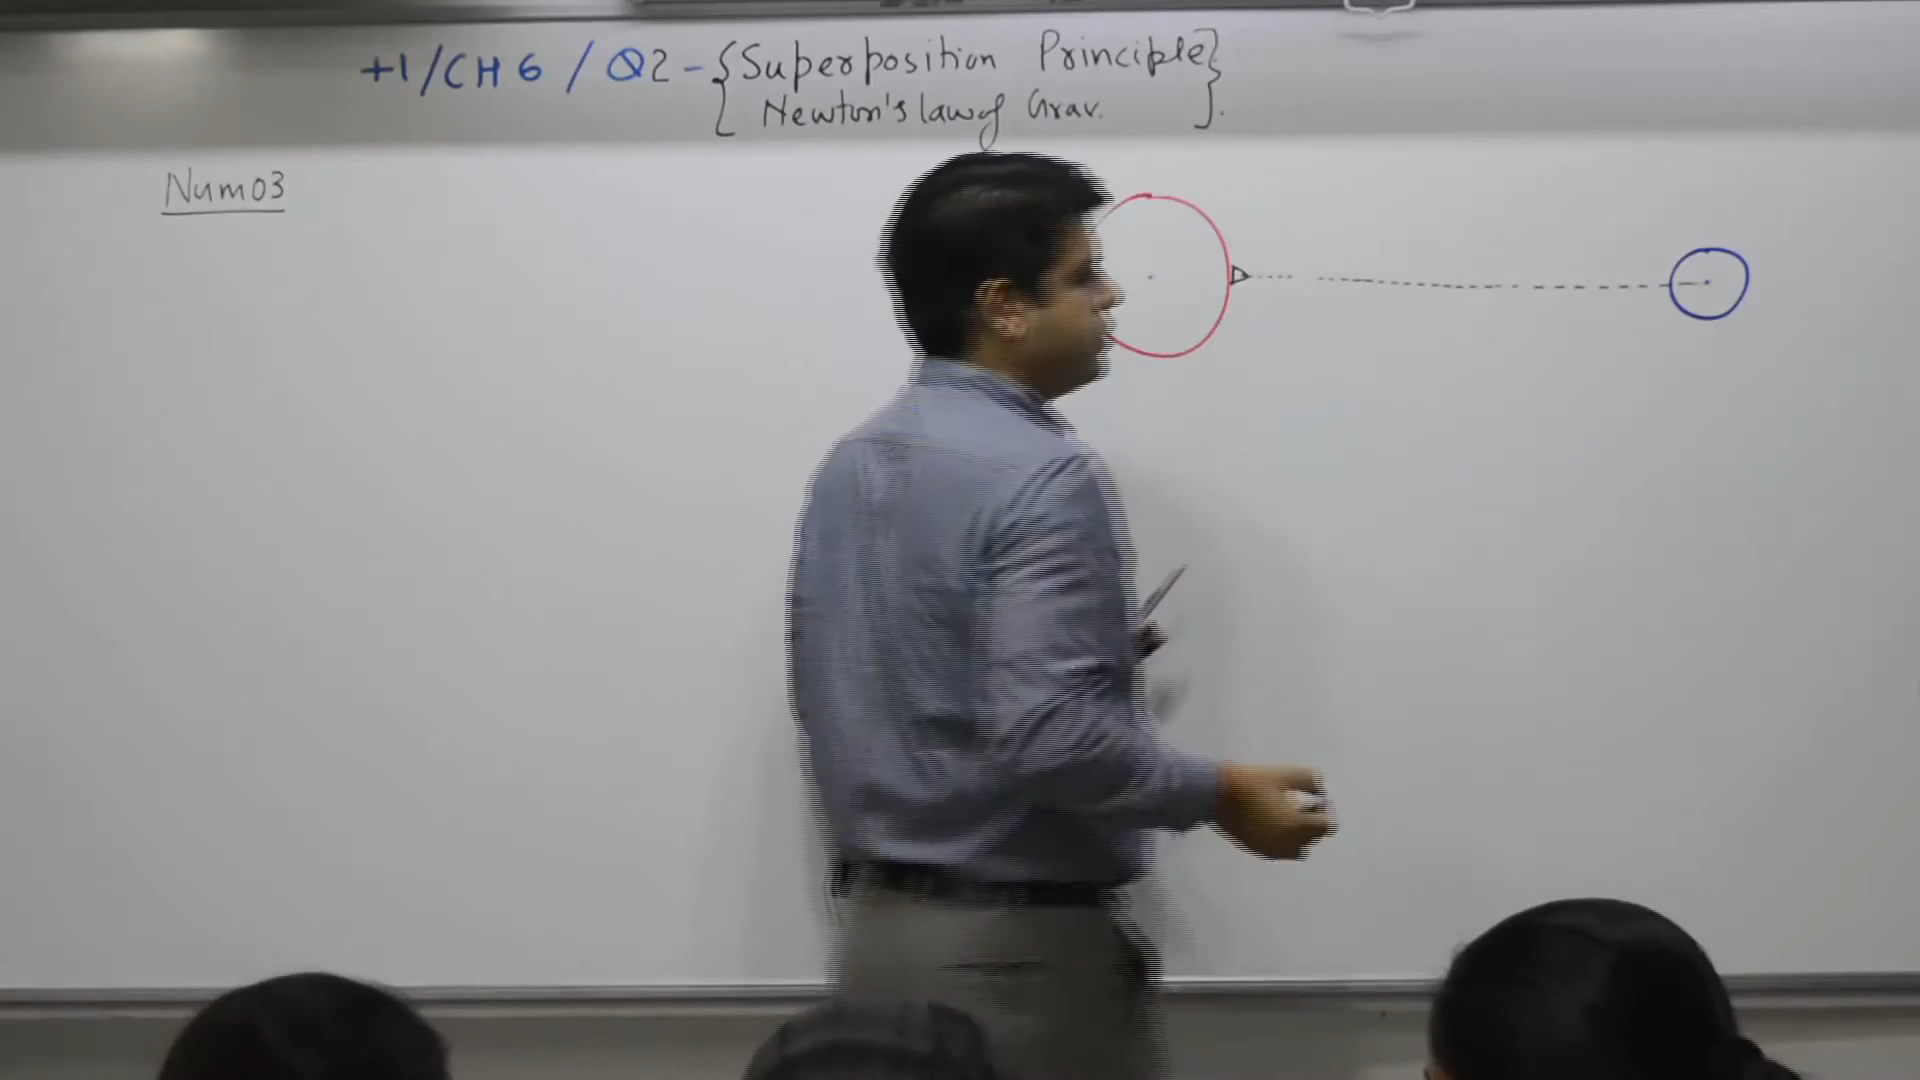 +1/CH 6 / Q2 - {Superposition Principle}
{ Newton's law of Grav. }.
Num03